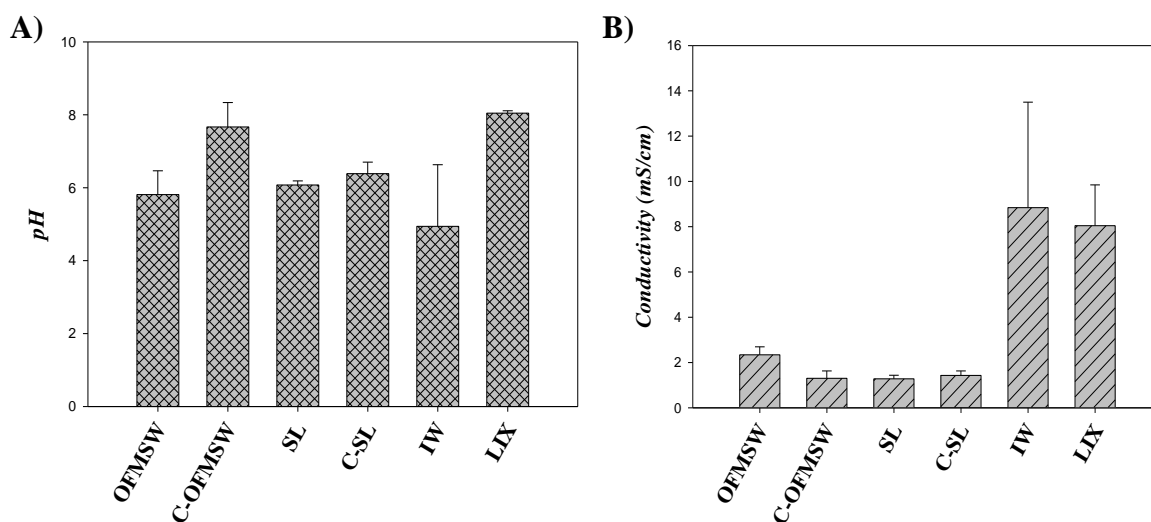 A)
10
8
6
4
2
0
pH
OFMSW
C-OFMSW
SL
C-SL
IW
LIX
B)
16
14
12
10
8
6
4
2
0
Conductivity (mS/cm)
OFMSW
C-OFMSW
SL
C-SL
IW
LIX